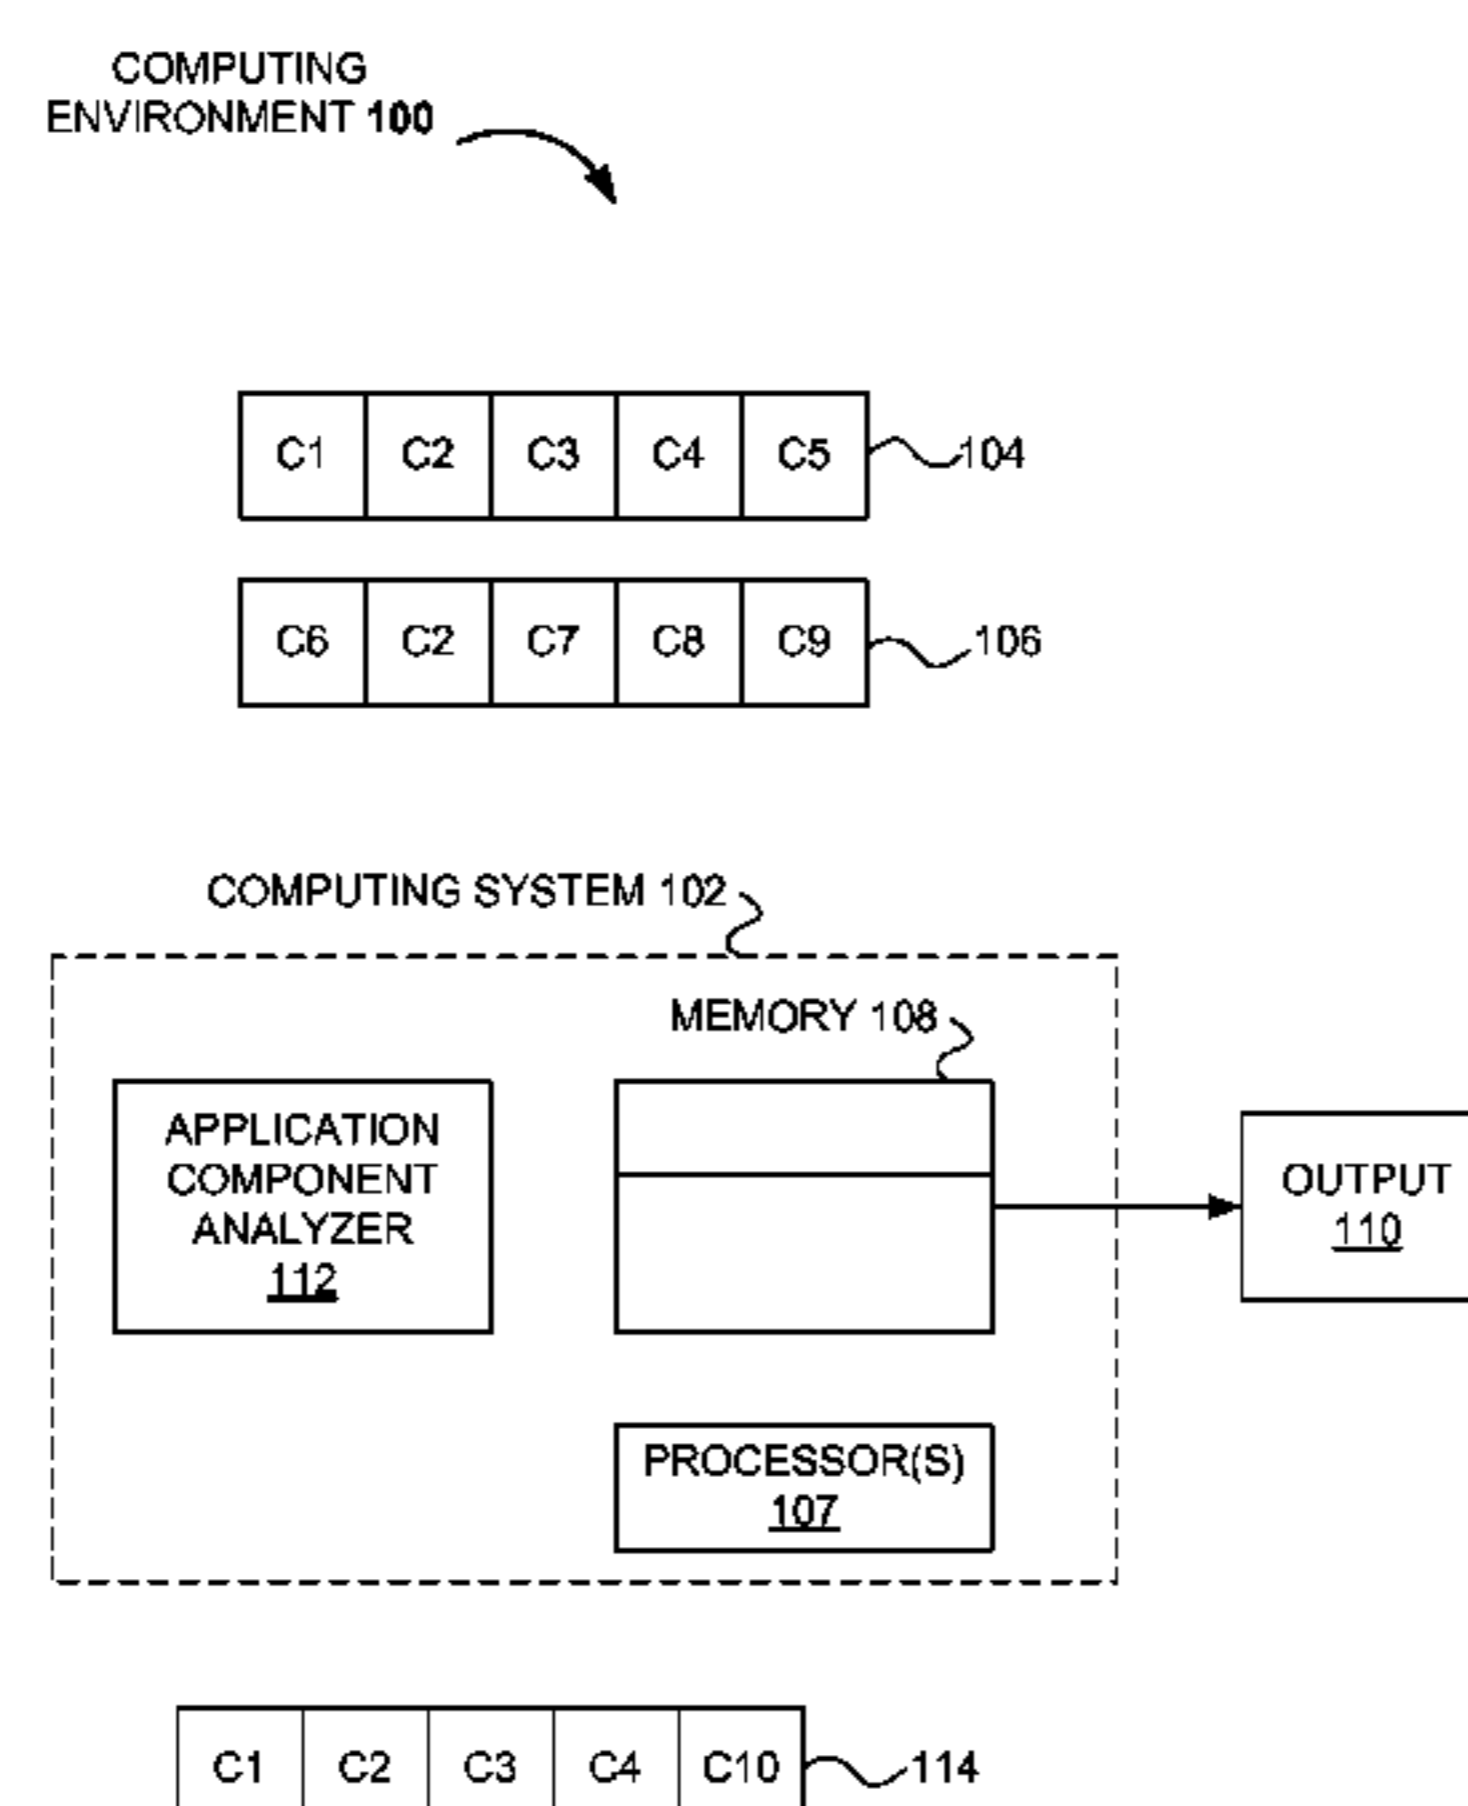 COMPUTING
ENVIRONMENT 100
C1 C2 C3 C4 C5 104
C6 C2 C7 C8 C9 106
COMPUTING SYSTEM 102
MEMORY 108
APPLICATION
COMPONENT
ANALYZER
112
OUTPUT
110
PROCESSOR(S)
107
C1 C2 C3 C4 C10 114